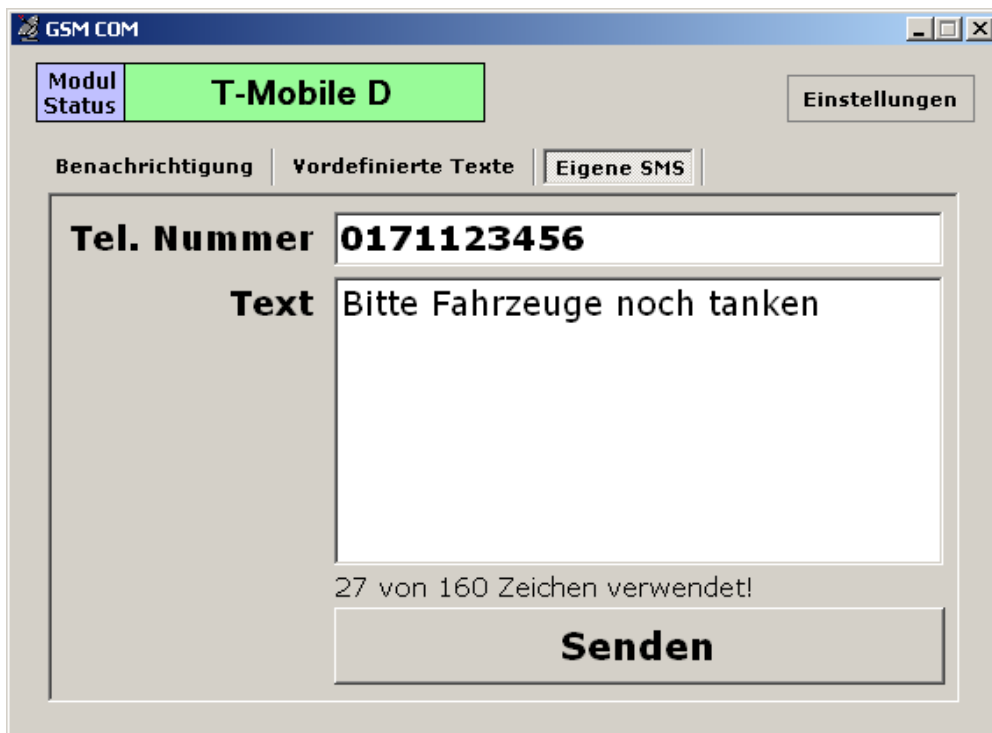 GSM COM
Modul
Status
T-Mobile D
Einstellungen
Benachrichtigung
Vordefinierte Texte
Eigene SMS
Tel. Nummer
0171123456
Text
Bitte Fahrzeuge noch tanken
27 von 160 Zeichen verwendet!
Senden